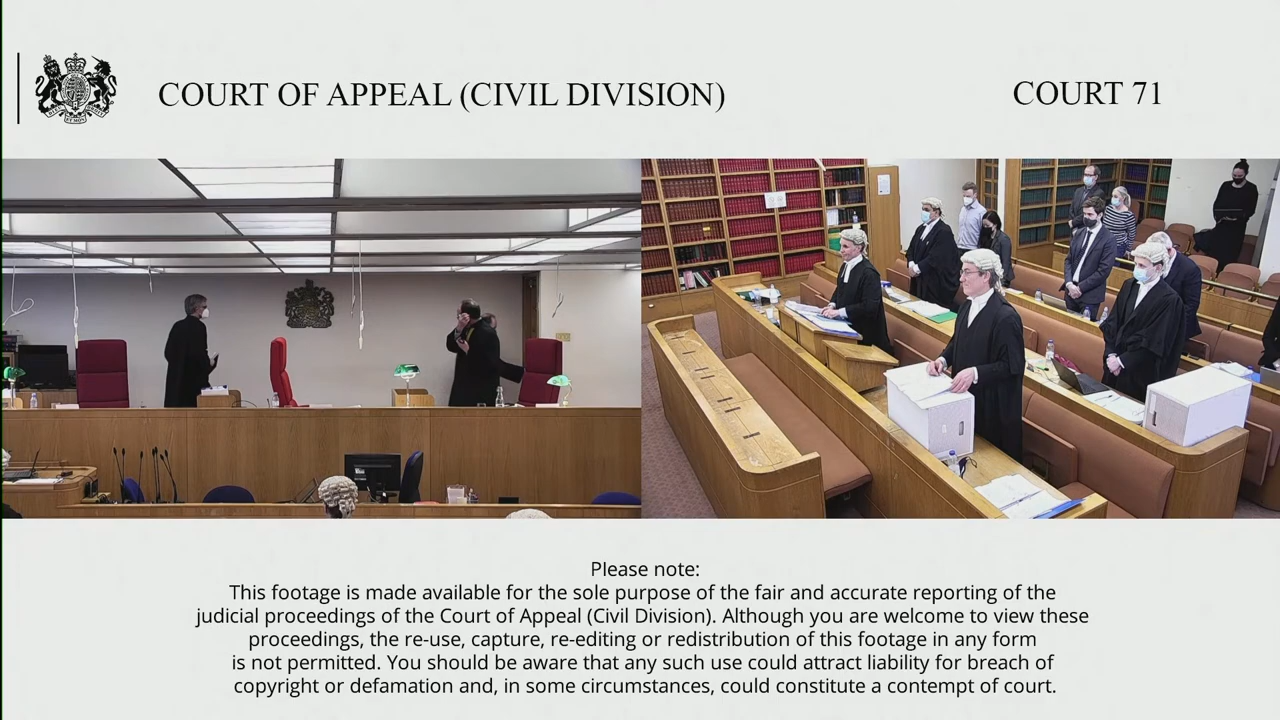 COURT OF APPEAL (CIVIL DIVISION)
COURT 71
Please note:
This footage is made available for the sole purpose of the fair and accurate reporting of the
judicial proceedings of the Court of Appeal (Civil Division). Although you are welcome to view these
proceedings, the re-use, capture, re-editing or redistribution of this footage in any form
is not permitted. You should be aware that any such use could attract liability for breach of
copyright or defamation and, in some circumstances, could constitute a contempt of court.